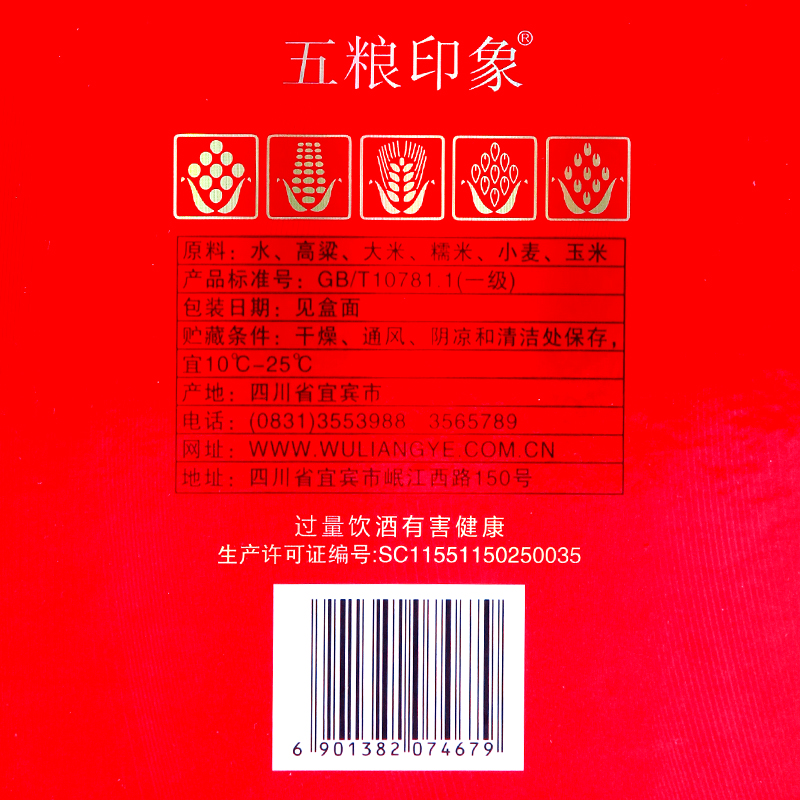 五粮印象®
原料：水、高粱、大米、糯米、小麦、玉米
产品标准号：GB/T10781.1(一级)
包装日期：见盒面
贮藏条件：干燥、通风、阴凉和清洁处保存，
宜10℃-25℃
产地：四川省宜宾市
电话：(0831)3553988 3565789
网址：WWW.WULIANGYE.COM.CN
地址：四川省宜宾市岷江西路150号
过量饮酒有害健康
生产许可证编号:SC11551150250035
6 901382 074679